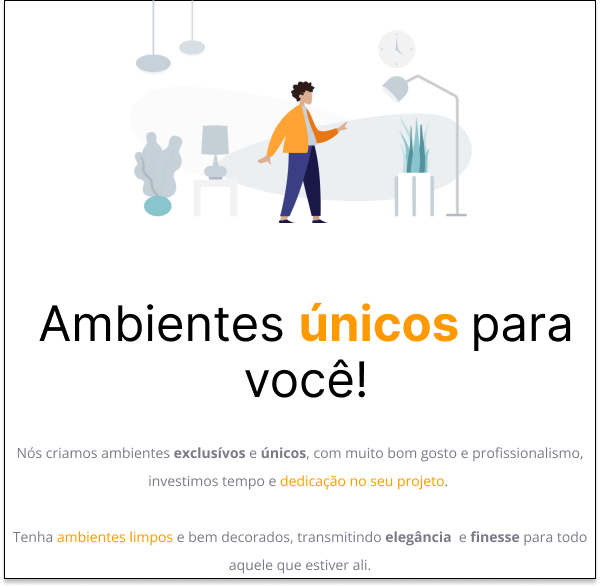 Ambientes únicos para
você!
Nós criamos ambientes exclusívos e únicos, com muito bom gosto e profissionalismo,
investimos tempo e dedicação no seu projeto.
Tenha ambientes limpos e bem decorados, transmitindo elegância  e finesse para todo
aquele que estiver ali.